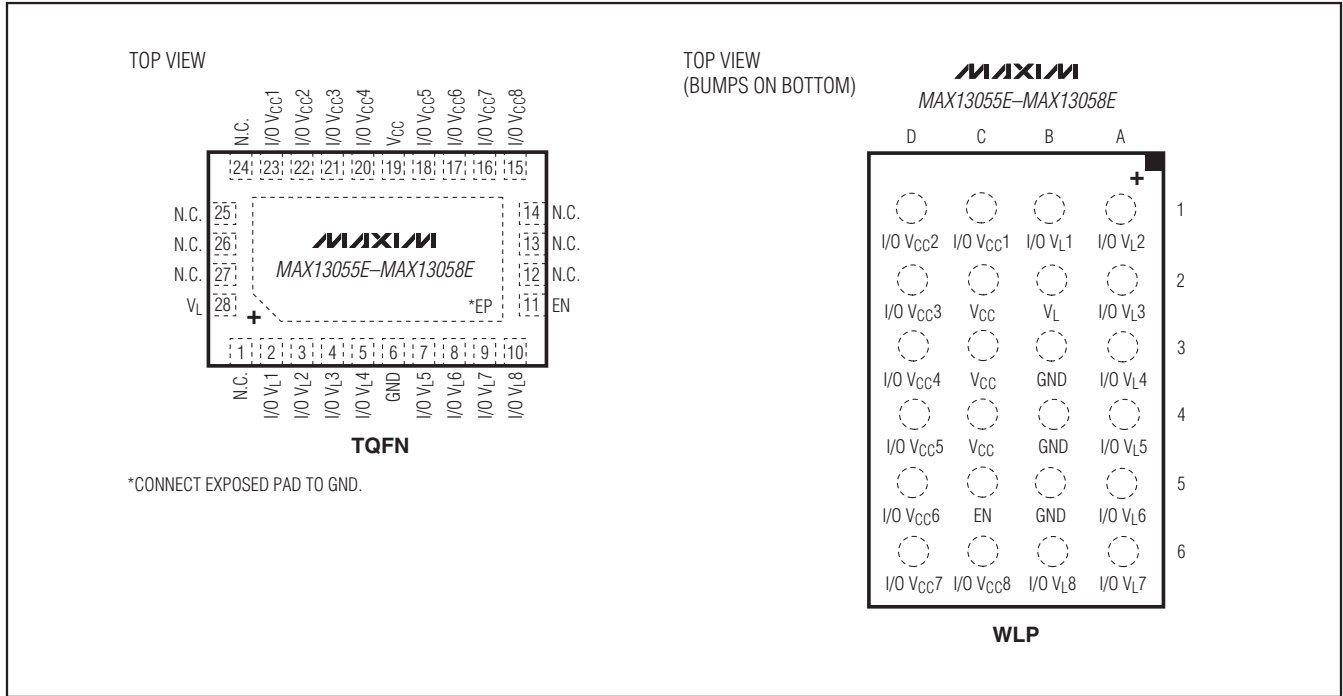 TOP VIEW
N.C.
I/O VCC1
I/O VCC2
I/O VCC3
I/O VCC4
VCC
I/O VCC5
I/O VCC6
I/O VCC7
I/O VCC8
24 23 22 21 20 19 18 17 16 15
N.C. 25
N.C. 26
N.C. 27
VL 28
MAXIM
MAX13055E–MAX13058E
*EP
+
14 N.C.
13 N.C.
12 N.C.
11 EN
1 2 3 4 5 6 7 8 9 10
N.C.
I/O VL1
I/O VL2
I/O VL3
I/O VL4
GND
I/O VL5
I/O VL6
I/O VL7
I/O VL8
TQFN
*CONNECT EXPOSED PAD TO GND.
TOP VIEW
(BUMPS ON BOTTOM)
MAXIM
MAX13055E–MAX13058E
D C B A
+
1
I/O VCC2 I/O VCC1 I/O VL1 I/O VL2
2
I/O VCC3 VCC VL I/O VL3
3
I/O VCC4 VCC GND I/O VL4
4
I/O VCC5 VCC GND I/O VL5
5
I/O VCC6 EN GND I/O VL6
6
I/O VCC7 I/O VCC8 I/O VL8 I/O VL7
WLP